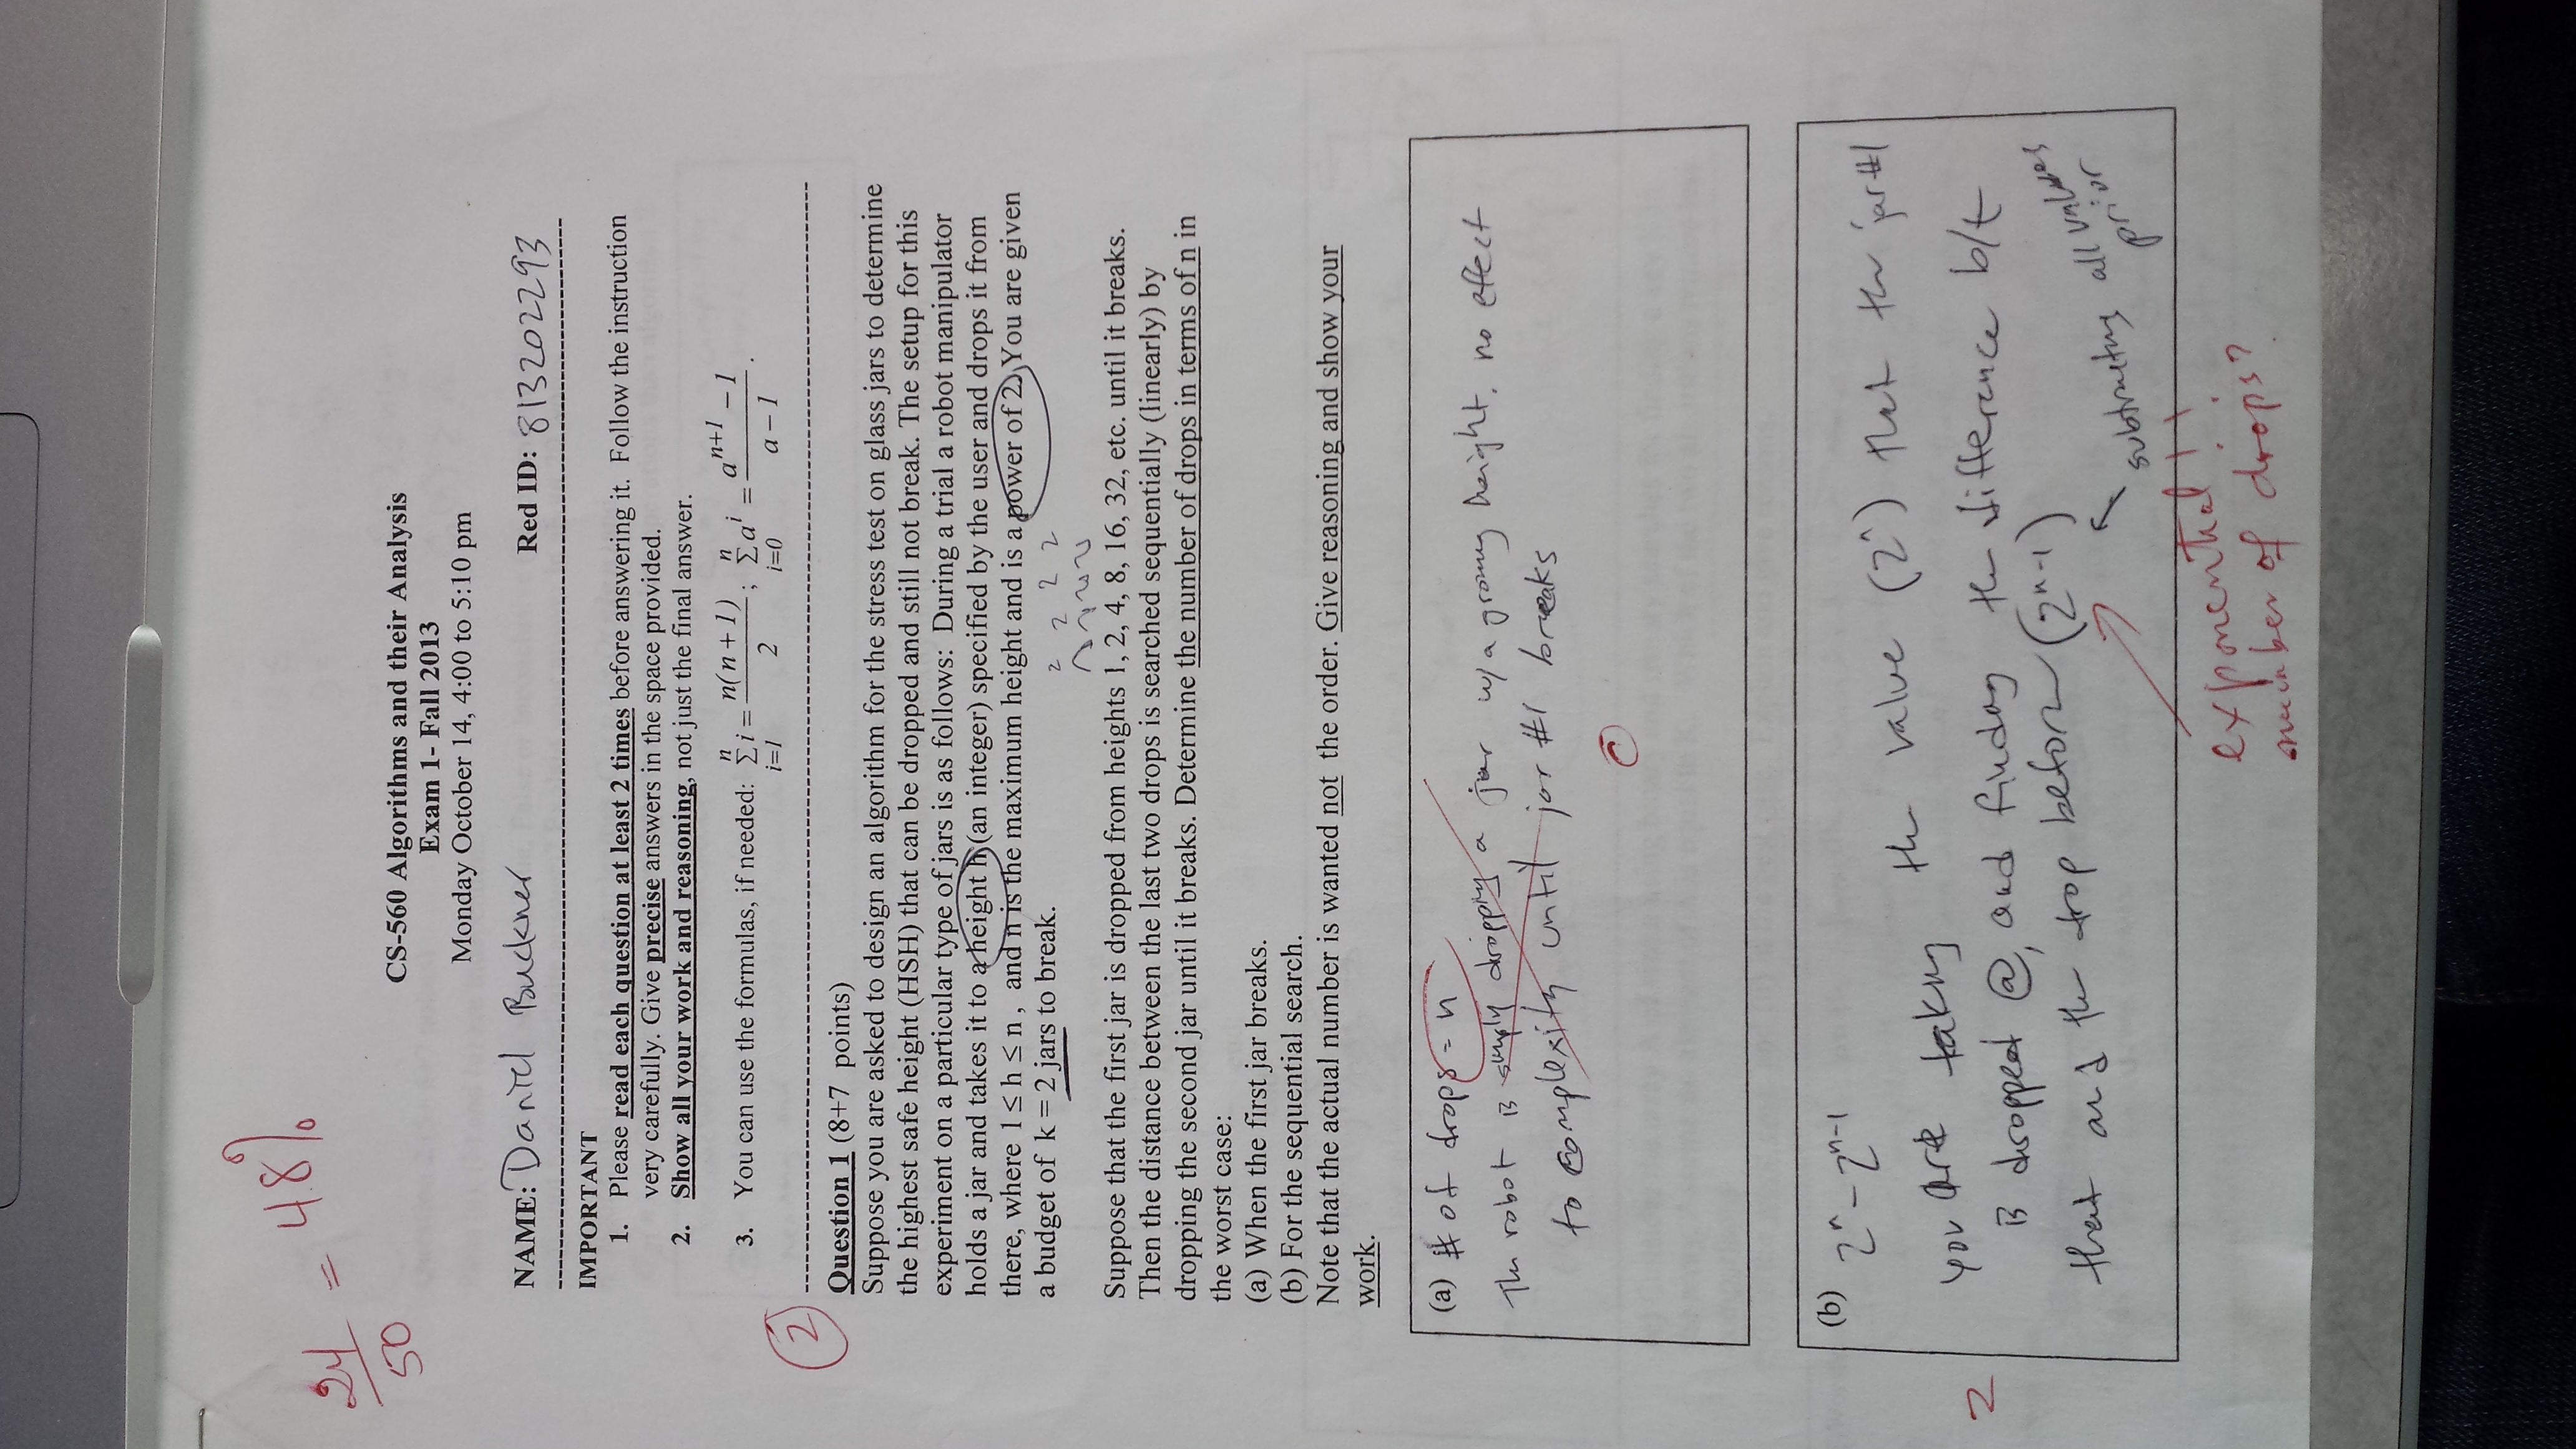 24/50 = 48%
CS-560 Algorithms and their Analysis
Exam 1- Fall 2013
Monday October 14, 4:00 to 5:10 pm
NAME: Daniel Buckner Red ID: 813202293
IMPORTANT
1. Please read each question at least 2 times before answering it. Follow the instruction
very carefully. Give precise answers in the space provided.
2. Show all your work and reasoning, not just the final answer.
3. You can use the formulas, if needed: \sum_{i=1}^{n} i = \frac{n(n+1)}{2} ; \sum_{i=0}^{n} a^i = \frac{a^{n+1} - 1}{a - 1} .
2
Question 1 (8+7 points)
Suppose you are asked to design an algorithm for the stress test on glass jars to determine
the highest safe height (HSH) that can be dropped and still not break. The setup for this
experiment on a particular type of jars is as follows: During a trial a robot manipulator
holds a jar and takes it to a height h (an integer) specified by the user and drops it from
there, where 1 ≤ h ≤ n , and n is the maximum height and is a power of 2. You are given
a budget of k = 2 jars to break.
Suppose that the first jar is dropped from heights 1, 2, 4, 8, 16, 32, etc. until it breaks.
Then the distance between the last two drops is searched sequentially (linearly) by
dropping the second jar until it breaks. Determine the number of drops in terms of n in
the worst case:
(a) When the first jar breaks.
(b) For the sequential search.
Note that the actual number is wanted not the order. Give reasoning and show your
work.
(a) # of drops = n
The robot is simply dropping a jar w/a growing height. no effect
to complexity until jar #1 breaks
(b) 2^n - 2^{n-1}
you are taking the value (2^n) that the jar #1
is dropped @, and finding the difference b/t
that and the drop before (2^{n-1})
subtracting all values
prior
2
exponential!!
number of drops?